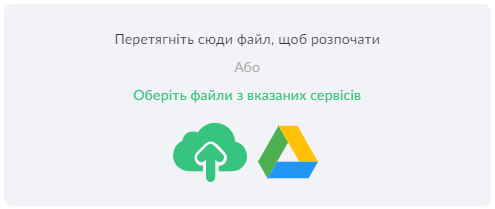 Перетягніть сюди файл, щоб розпочати
Або
Оберіть файли з вказаних сервісів